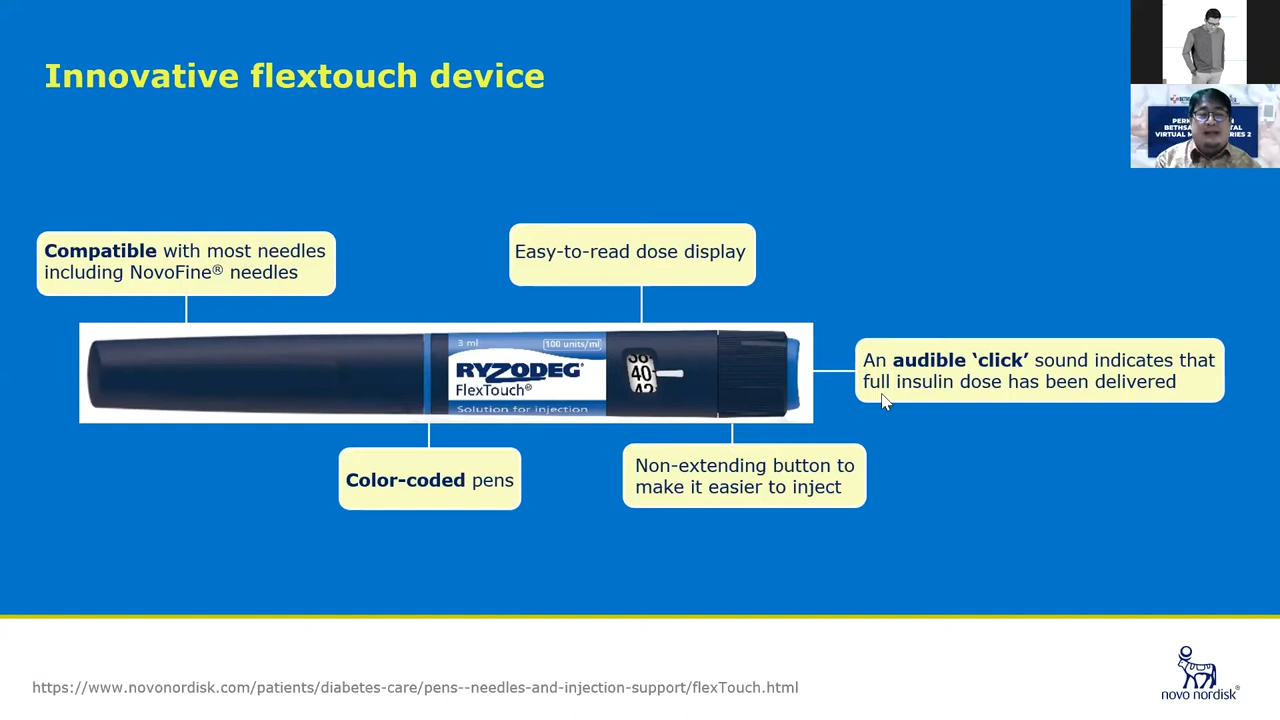 Innovative flextouch device
Compatible with most needles
including NovoFine® needles
Easy-to-read dose display
3 ml
100 units/ml
RYZODEG®
FlexTouch®
Solution for injection
38
40
42
An audible ‘click’ sound indicates that
full insulin dose has been delivered
Color-coded pens
Non-extending button to
make it easier to inject
https://www.novonordisk.com/patients/diabetes-care/pens--needles-and-injection-support/flexTouch.html
novo nordisk®